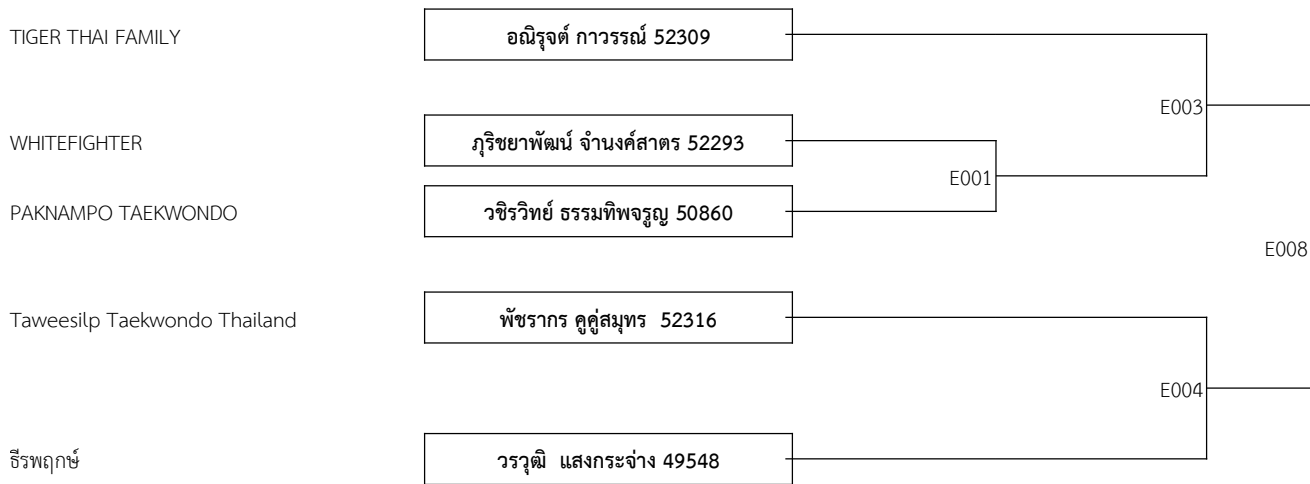 TIGER THAI FAMILY อณิรุจต์ กาวรรณ์ 52309
E003
WHITEFIGHTER ภุริชยาพัฒน์ จำนงค์สาตร 52293
E001
PAKNAMPO TAEKWONDO วชิรวิทย์ ธรรมทิพจรูญ 50860
E008
Taweesilp Taekwondo Thailand พัชรากร คูคู่สมุทร 52316
E004
ธีรพฤกษ์ วรวุฒิ แสงกระจ่าง 49548